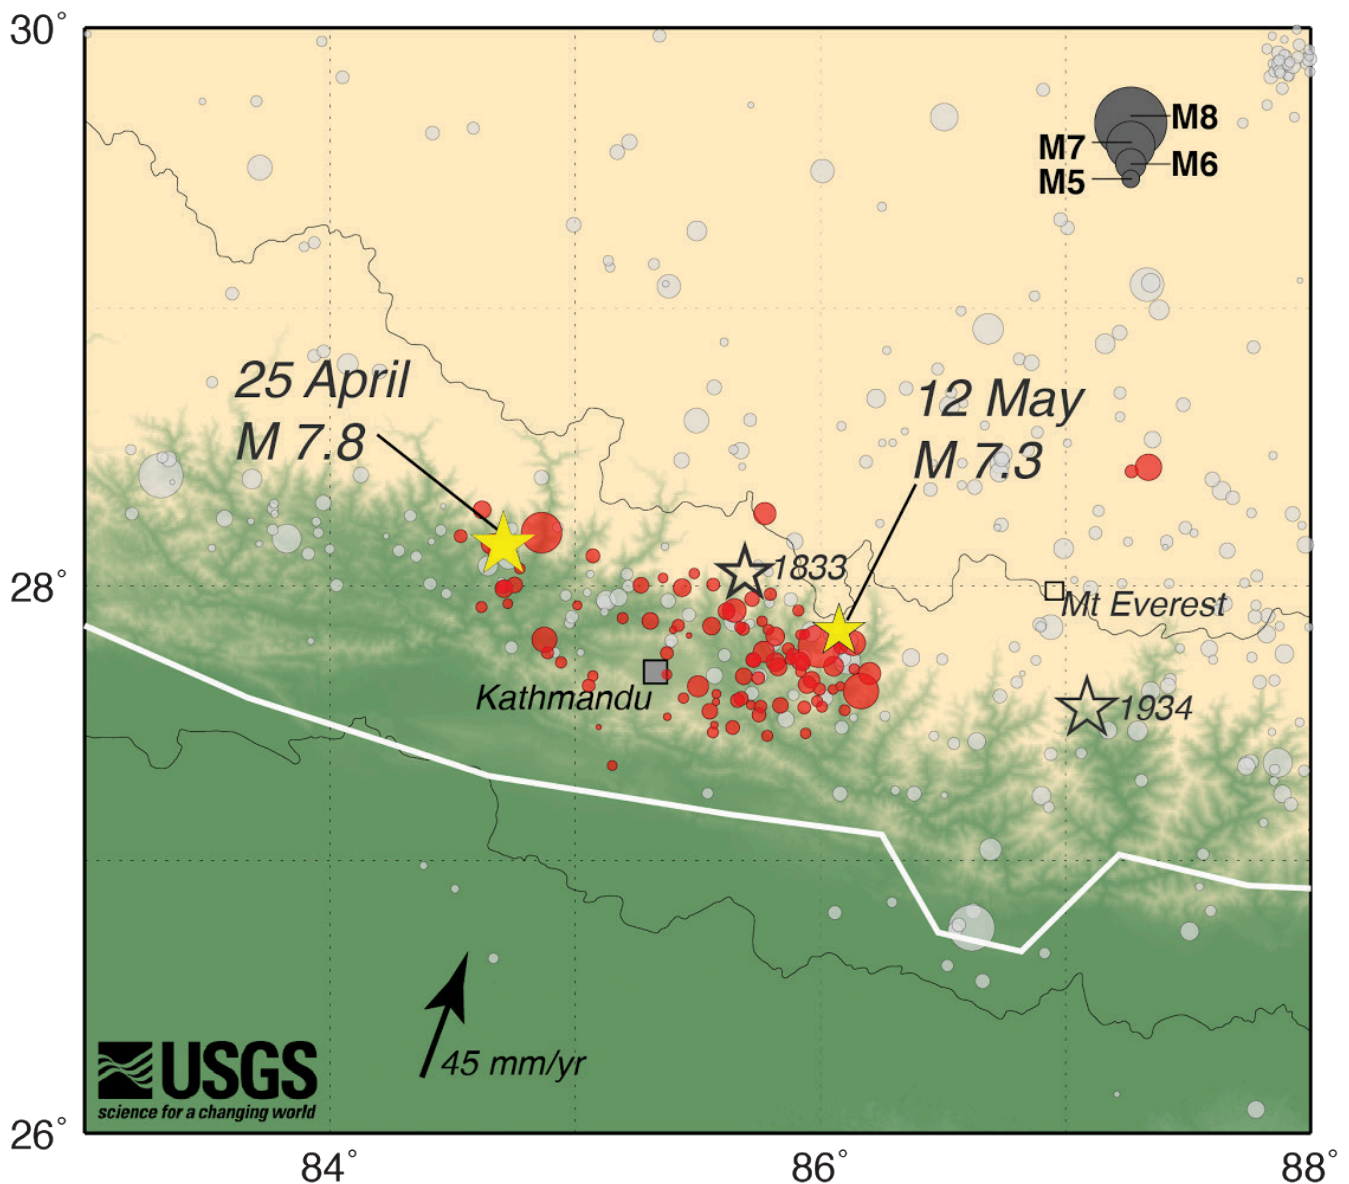 30°
M8
M7
M6
M5
25 April
M 7.8
12 May
M 7.3
28°
1833
Mt Everest
Kathmandu
1934
45 mm/yr
USGS
science for a changing world
26°
84°
86°
88°